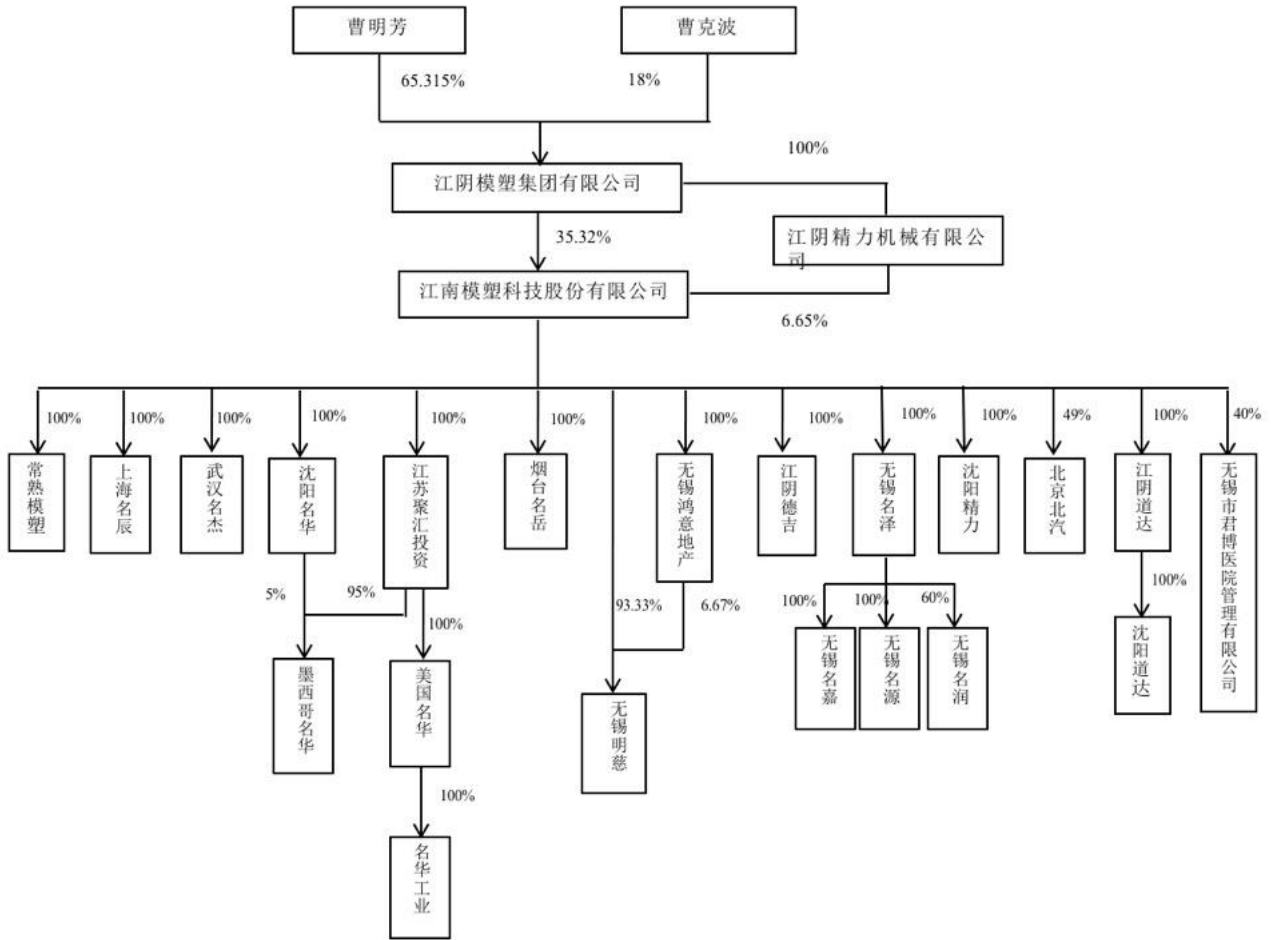 曹明芳
曹克波
65.315%
18%
江阴模塑集团有限公司
100%
35.32%
江阴精力机械有限公
司
江南模塑科技股份有限公司
6.65%
100%
100%
100%
100%
100%
100%
100%
100%
100%
100%
49%
100%
40%
常熟模塑
上海名辰
武汉名杰
沈阳名华
江苏聚汇投资
烟台名岳
无锡鸿意地产
江阴德吉
无锡名泽
沈阳精力
北京北汽
江阴道达
无锡市君博医院管理有限公司
5%
95%
100%
93.33%
6.67%
100%
100%
60%
100%
墨西哥名华
美国名华
无锡明慈
无锡名嘉
无锡名源
无锡名润
沈阳道达
100%
名华工业